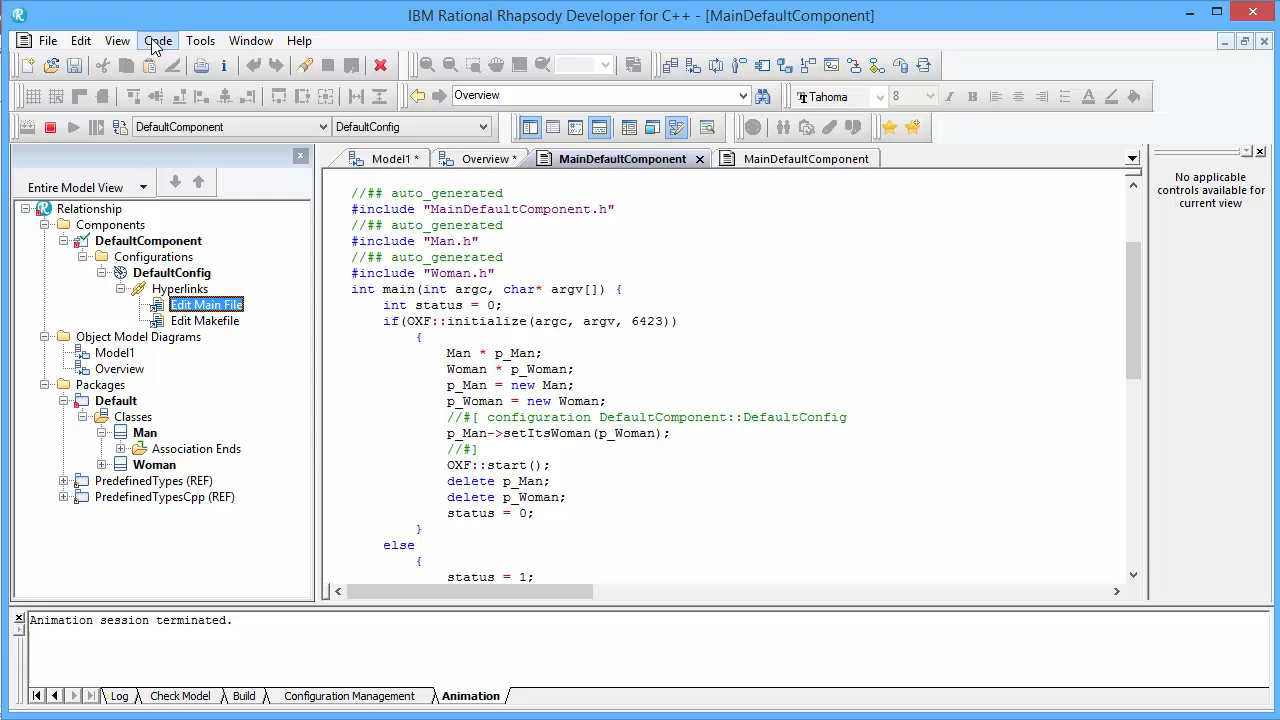 IBM Rational Rhapsody Developer for C++ - [MainDefaultComponent]
File Edit View Code Tools Window Help
Overview
Tahoma
8
DefaultComponent
DefaultConfig
Entire Model View
Relationship
Components
DefaultComponent
Configurations
DefaultConfig
Hyperlinks
Edit Main File
Edit Makefile
Object Model Diagrams
Model1
Overview
Packages
Default
Classes
Man
Association Ends
Woman
PredefinedTypes (REF)
PredefinedTypesCpp (REF)
Model1 *
Overview *
MainDefaultComponent
MainDefaultComponent
//## auto_generated
#include "MainDefaultComponent.h"
//## auto_generated
#include "Man.h"
//## auto_generated
#include "Woman.h"
int main(int argc, char* argv[]) {
int status = 0;
if(OXF::initialize(argc, argv, 6423))
{
Man * p_Man;
Woman * p_Woman;
p_Man = new Man;
p_Woman = new Woman;
//#[ configuration DefaultComponent::DefaultConfig
p_Man->setItsWoman(p_Woman);
//#]
OXF::start();
delete p_Man;
delete p_Woman;
status = 0;
}
else
{
status = 1;
No applicable
controls available for
current view
Animation session terminated.
Log Check Model Build Configuration Management Animation